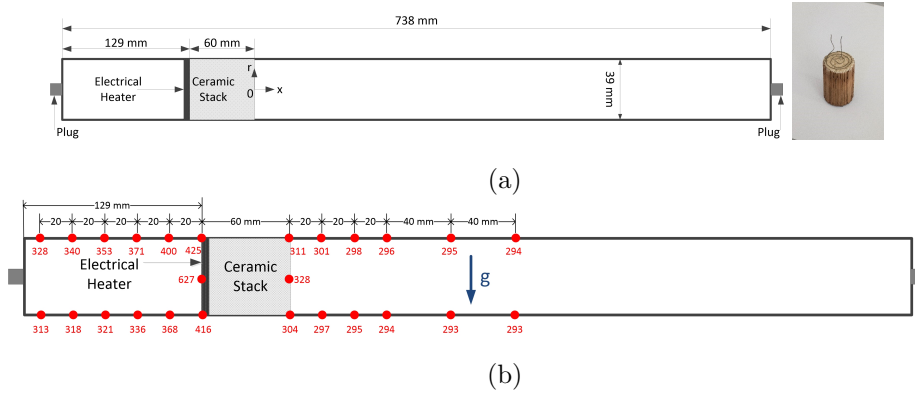 738 mm
129 mm
60 mm
Electrical
Heater
Ceramic
Stack
r
0
x
39 mm
Plug
Plug
(a)
129 mm
20 20 20 20 20 60 mm 20 20 20 40 mm 40 mm
328 340 353 371 400 425 311 301 298 296 295 294
Electrical
Heater
627
Ceramic
Stack
328
g
313 318 321 336 368 416 304 297 295 294 293 293
(b)